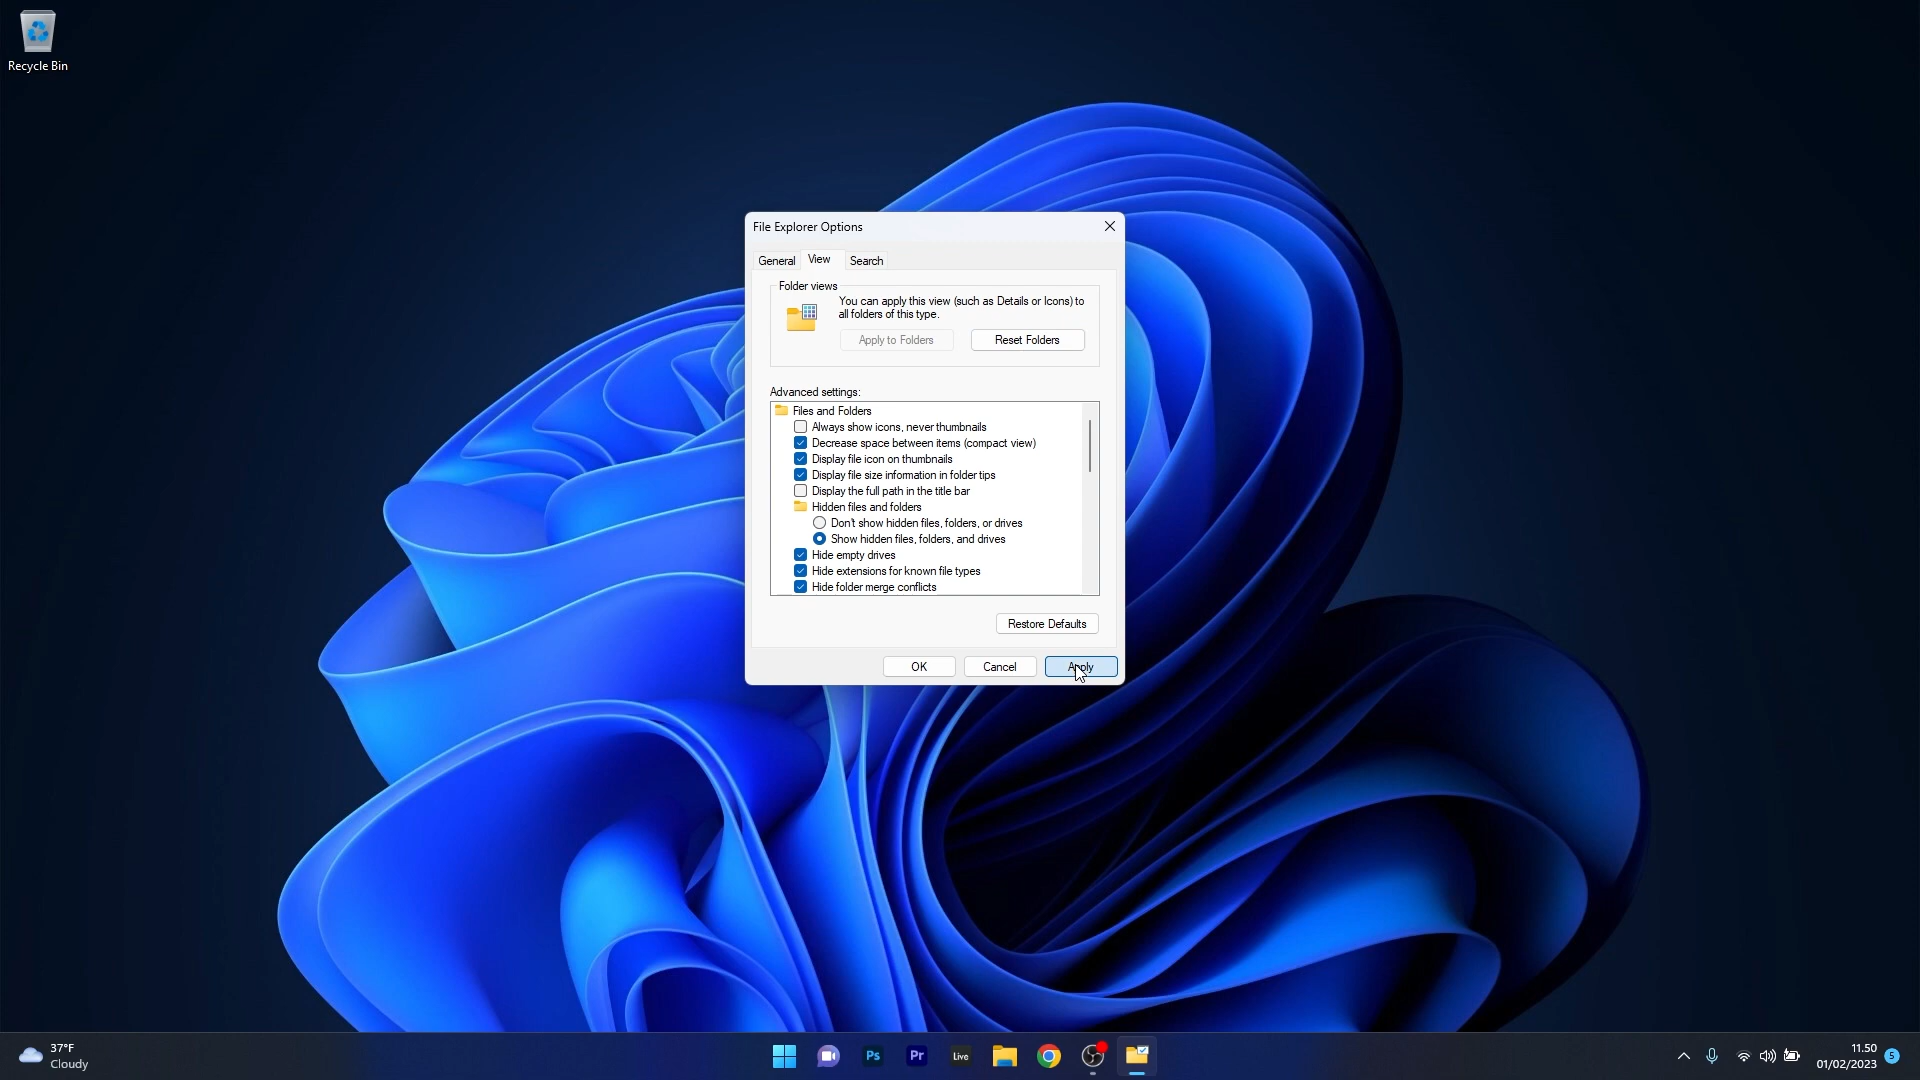 Recycle Bin
File Explorer Options
General
View
Search
Folder views
You can apply this view (such as Details or Icons) to
all folders of this type.
Apply to Folders
Reset Folders
Advanced settings:
Files and Folders
Always show icons, never thumbnails
Decrease space between items (compact view)
Display file icon on thumbnails
Display file size information in folder tips
Display the full path in the title bar
Hidden files and folders
Don't show hidden files, folders, or drives
Show hidden files, folders, and drives
Hide empty drives
Hide extensions for known file types
Hide folder merge conflicts
Restore Defaults
OK
Cancel
Apply
37°F
Cloudy
Ps
Pr
Live
11.50
01/02/2023
5